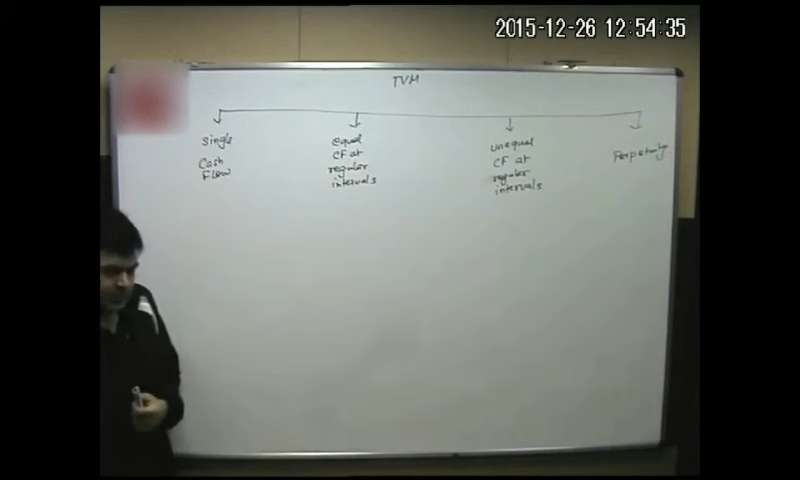 2015-12-26 12:54:35
TVM
Single
Cash
Flow
equal
CF at
regular
intervals
unequal
CF at
regular
intervals
Perpetuity